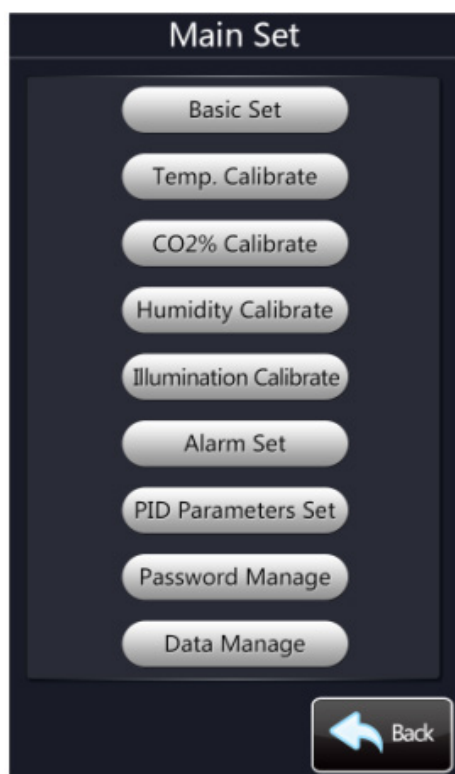 Main Set
Basic Set
Temp. Calibrate
CO2% Calibrate
Humidity Calibrate
Illumination Calibrate
Alarm Set
PID Parameters Set
Password Manage
Data Manage
Back